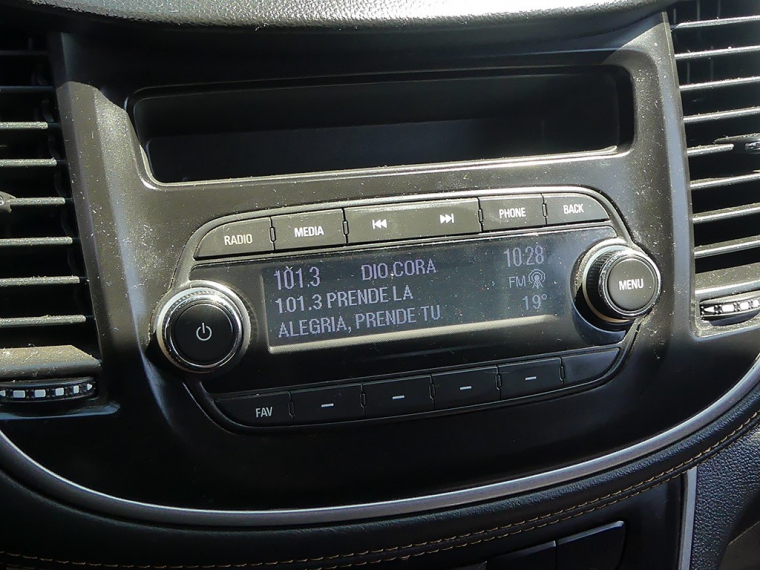 RADIO MEDIA PHONE BACK
101.3 DIO.CORA 10:28
101.3 PRENDE LA FM
ALEGRIA, PRENDE TU 19°
MENU
FAV